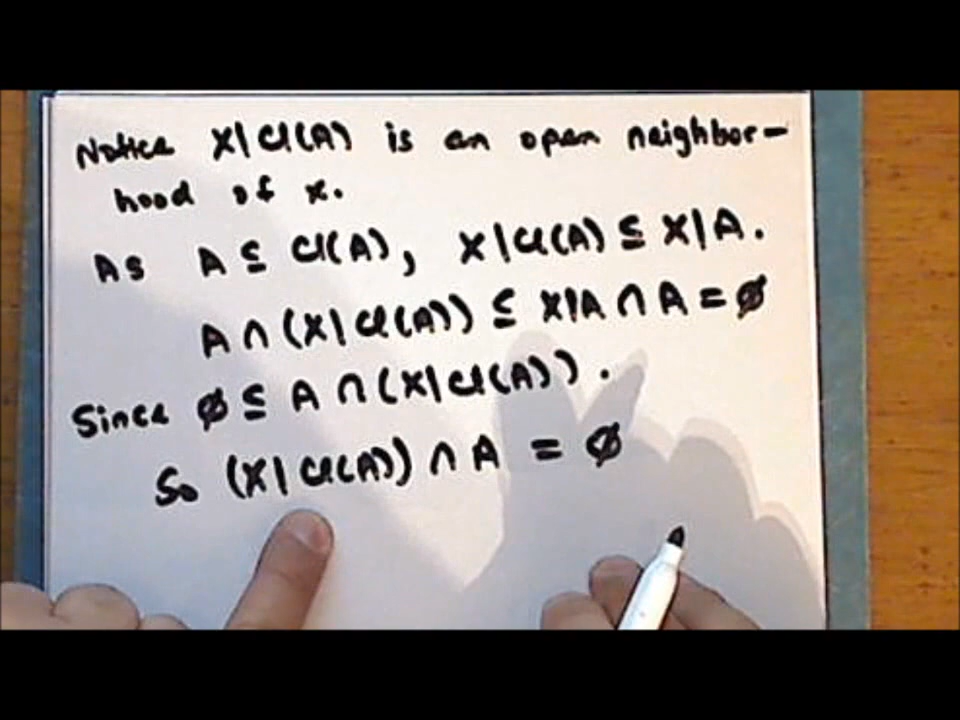 Notice X|Cl(A) is an open neighbor-
hood of x.
As A ⊆ Cl(A), X|Cl(A) ⊆ X|A.
A ∩ (X|Cl(A)) ⊆ X|A ∩ A = ∅
Since ∅ ⊆ A ∩ (X|Cl(A)).
So (X|Cl(A)) ∩ A = ∅